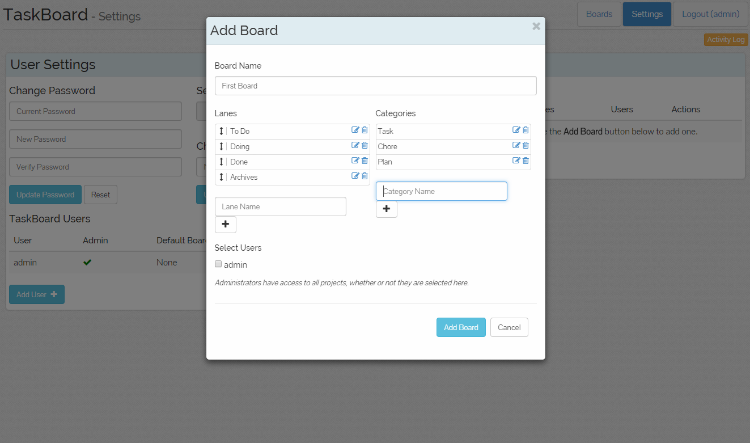 TaskBoard - Settings
Boards
Settings
Logout (admin)
Activity Log
User Settings
Change Password
Current Password
New Password
Verify Password
Update Password
Reset
TaskBoard Users
User
Admin
Default Board
admin
None
Add User
Users
Actions
the Add Board button below to add one.
Add Board
Board Name
First Board
Lanes
To Do
Doing
Done
Archives
Lane Name
Categories
Task
Chore
Plan
Category Name
Select Users
admin
Administrators have access to all projects, whether or not they are selected here.
Add Board
Cancel